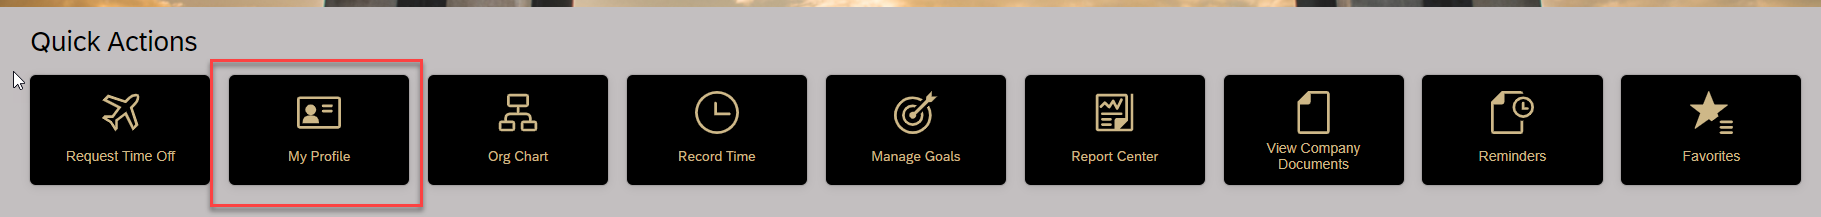 Quick Actions
Request Time Off
My Profile
Org Chart
Record Time
Manage Goals
Report Center
View Company
Documents
Reminders
Favorites